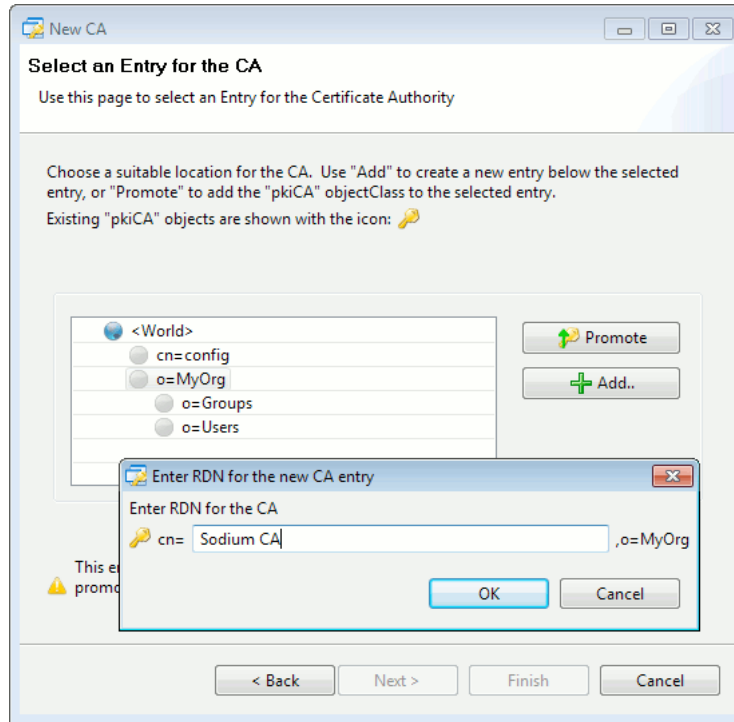 New CA
Select an Entry for the CA
Use this page to select an Entry for the Certificate Authority
Choose a suitable location for the CA.  Use "Add" to create a new entry below the selected
entry, or "Promote" to add the "pkiCA" objectClass to the selected entry.
Existing "pkiCA" objects are shown with the icon:
<World>
cn=config
o=MyOrg
o=Groups
o=Users
Promote
Add..
Enter RDN for the new CA entry
Enter RDN for the CA
cn= Sodium CA ,o=MyOrg
OK Cancel
This
< Back Next > Finish Cancel